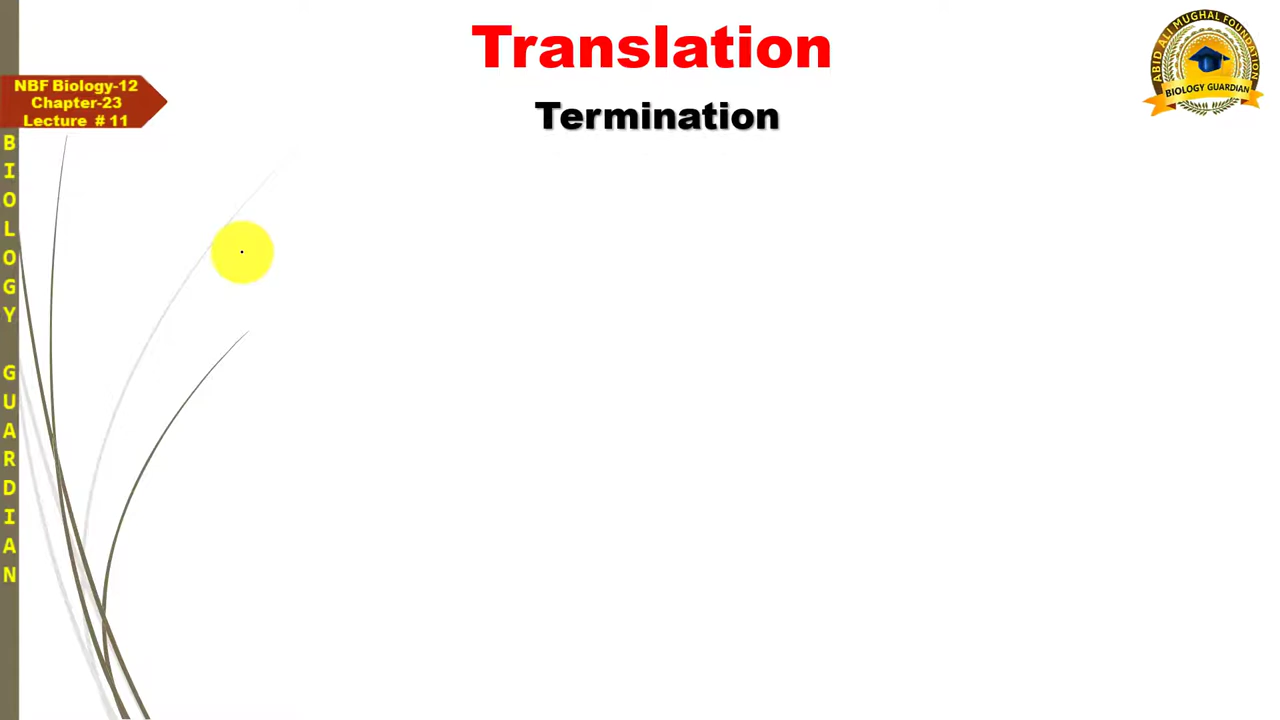 Translation
Termination
NBF Biology-12
Chapter-23
Lecture # 11
BIOLOGY GUARDIAN
ABID ALI MUGHAL FOUNDATION
BIOLOGY GUARDIAN